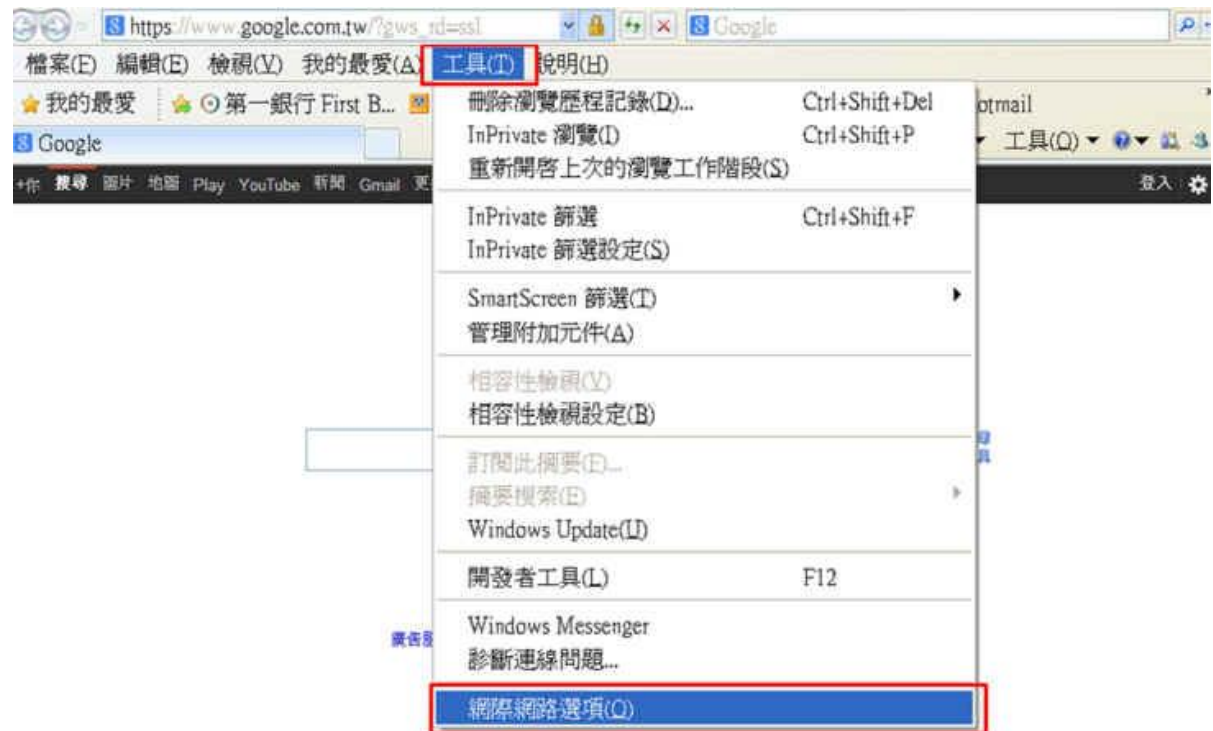 https://www.google.com.tw/?gws_rd=ssl Google
檔案(F) 編輯(E) 檢視(V) 我的最愛(A) 工具(T) 說明(H)
我的最愛 第一銀行 First B... otmail
Google 工具(O)
+你 搜尋 圖片 地圖 Play YouTube 新聞 Gmail 更 登入
刪除瀏覽歷程記錄(D)... Ctrl+Shift+Del
InPrivate 瀏覽(I) Ctrl+Shift+P
重新開啓上次的瀏覽工作階段(S)
InPrivate 篩選 Ctrl+Shift+F
InPrivate 篩選設定(S)
SmartScreen 篩選(T)
管理附加元件(A)
相容性檢視(V)
相容性檢視設定(B)
訂閱此摘要(F)...
摘要搜索(E)
Windows Update(U)
開發者工具(L) F12
Windows Messenger
廣告
診斷連線問題...
網際網路選項(O)